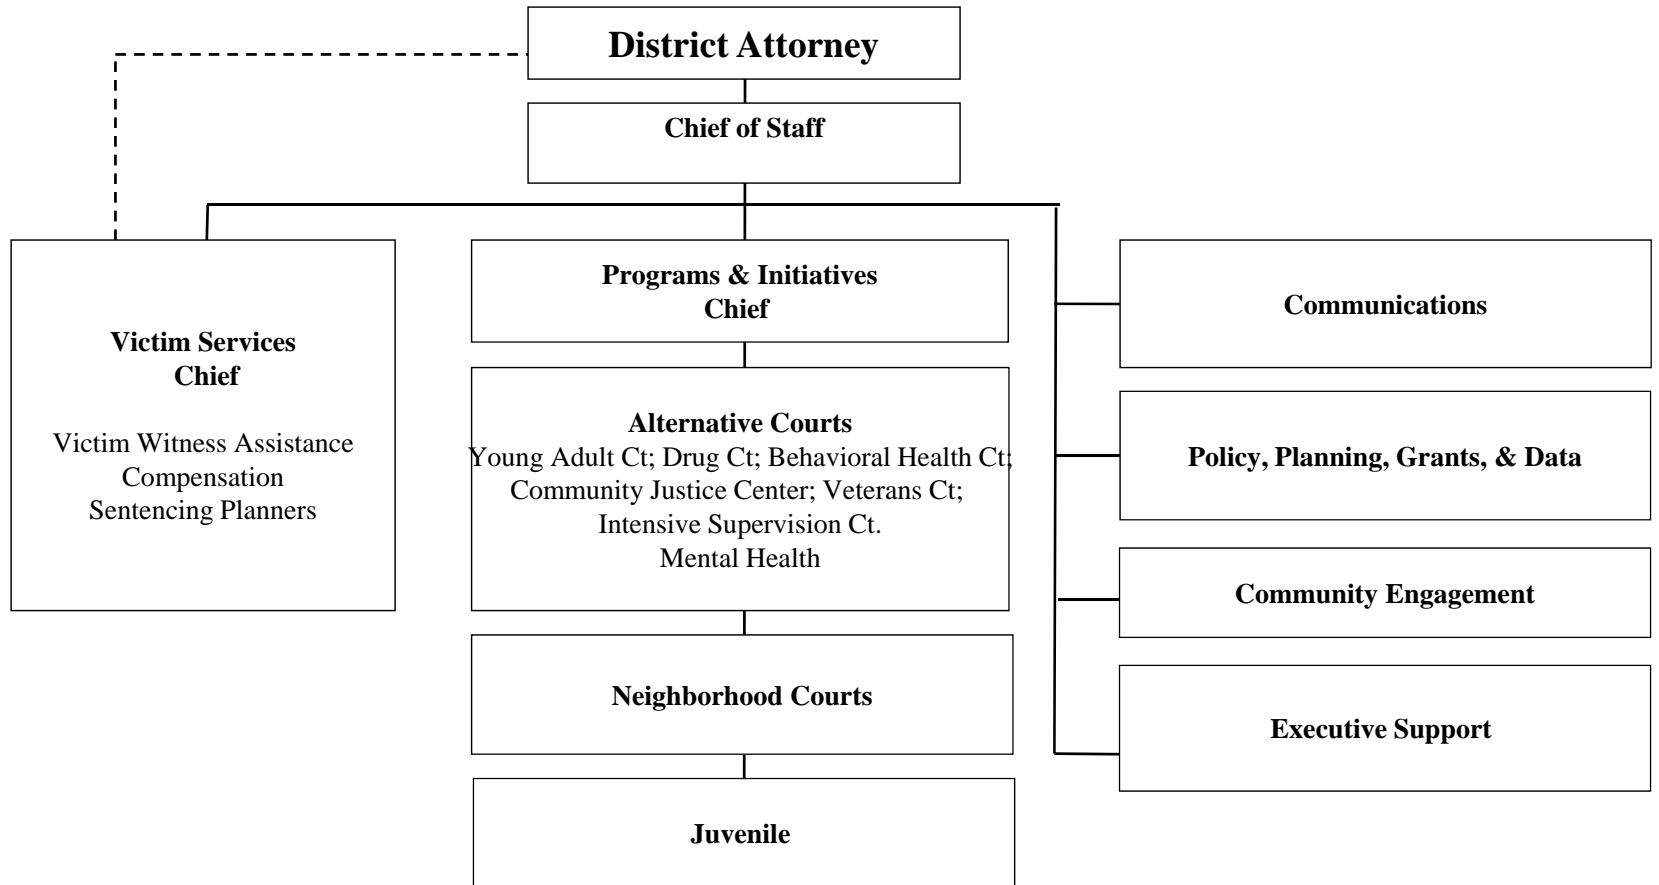 District Attorney
Chief of Staff
Victim Services
Chief
Victim Witness Assistance
Compensation
Sentencing Planners
Programs & Initiatives
Chief
Alternative Courts
Young Adult Ct; Drug Ct; Behavioral Health Ct;
Community Justice Center; Veterans Ct;
Intensive Supervision Ct.
Mental Health
Neighborhood Courts
Juvenile
Communications
Policy, Planning, Grants, & Data
Community Engagement
Executive Support